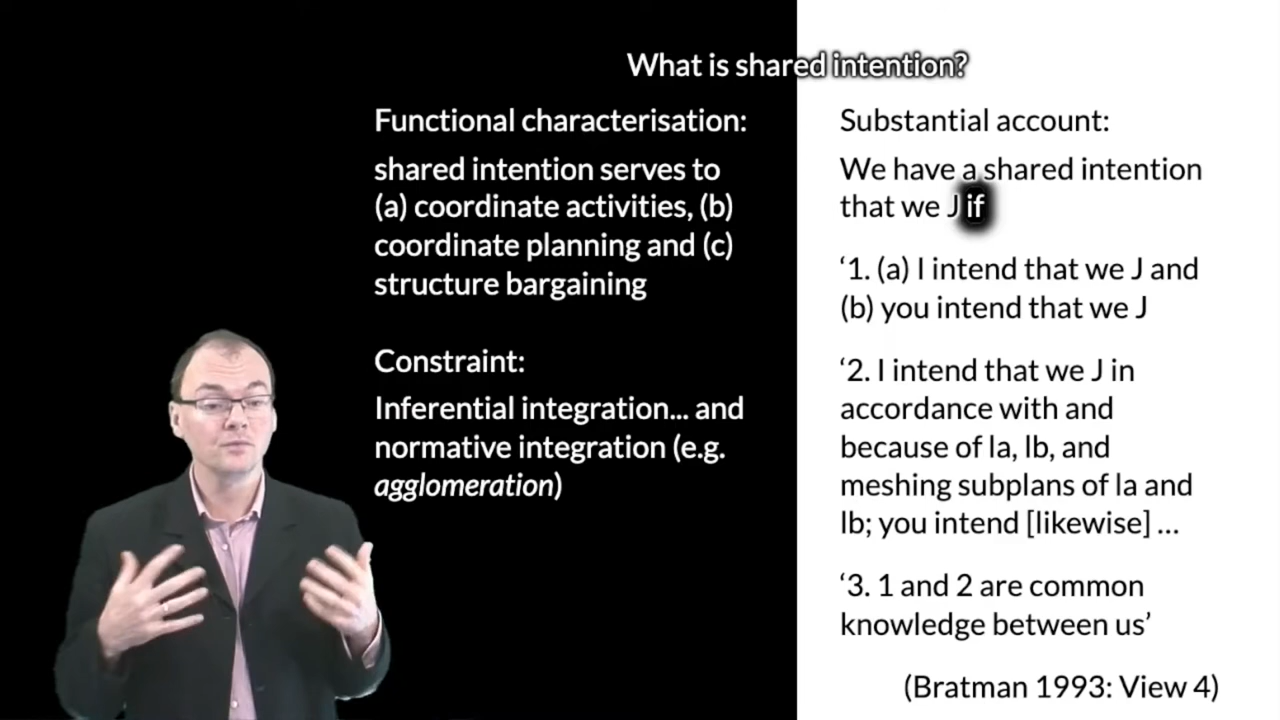 What is shared intention?
Functional characterisation:
shared intention serves to
(a) coordinate activities, (b)
coordinate planning and (c)
structure bargaining
Constraint:
Inferential integration... and
normative integration (e.g.
agglomeration)
Substantial account:
We have a shared intention
that we J if
‘1. (a) I intend that we J and
(b) you intend that we J
‘2. I intend that we J in
accordance with and
because of la, lb, and
meshing subplans of la and
lb; you intend [likewise] …
‘3. 1 and 2 are common
knowledge between us’
(Bratman 1993: View 4)